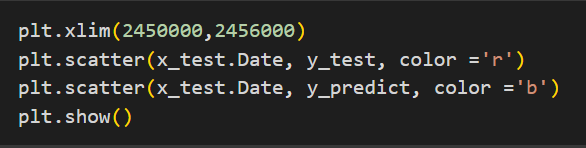 plt.xlim(2450000,2456000)
plt.scatter(x_test.Date, y_test, color ='r')
plt.scatter(x_test.Date, y_predict, color ='b')
plt.show()